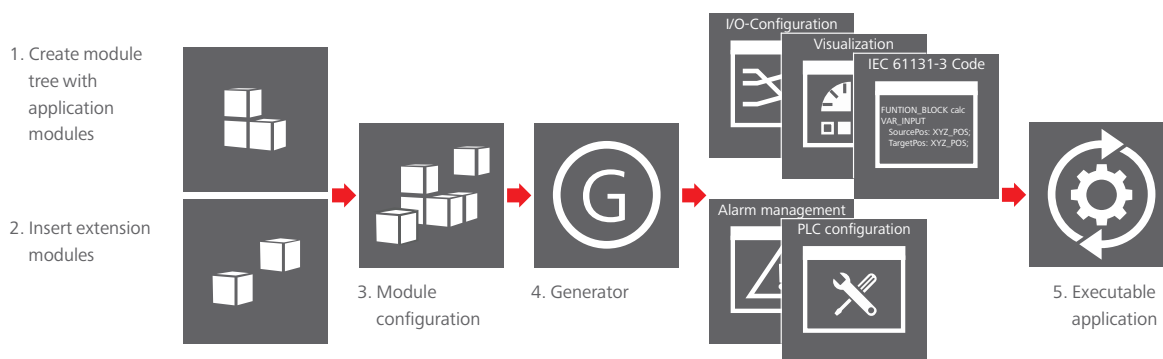 1. Create module
tree with
application
modules
2. Insert extension
modules
3. Module
configuration
G
4. Generator
I/O-Configuration
Visualization
IEC 61131-3 Code
FUNTION_BLOCK calc
VAR_INPUT
SourcePos: XYZ_POS;
TargetPos: XYZ_POS;
Alarm management
PLC configuration
5. Executable
application